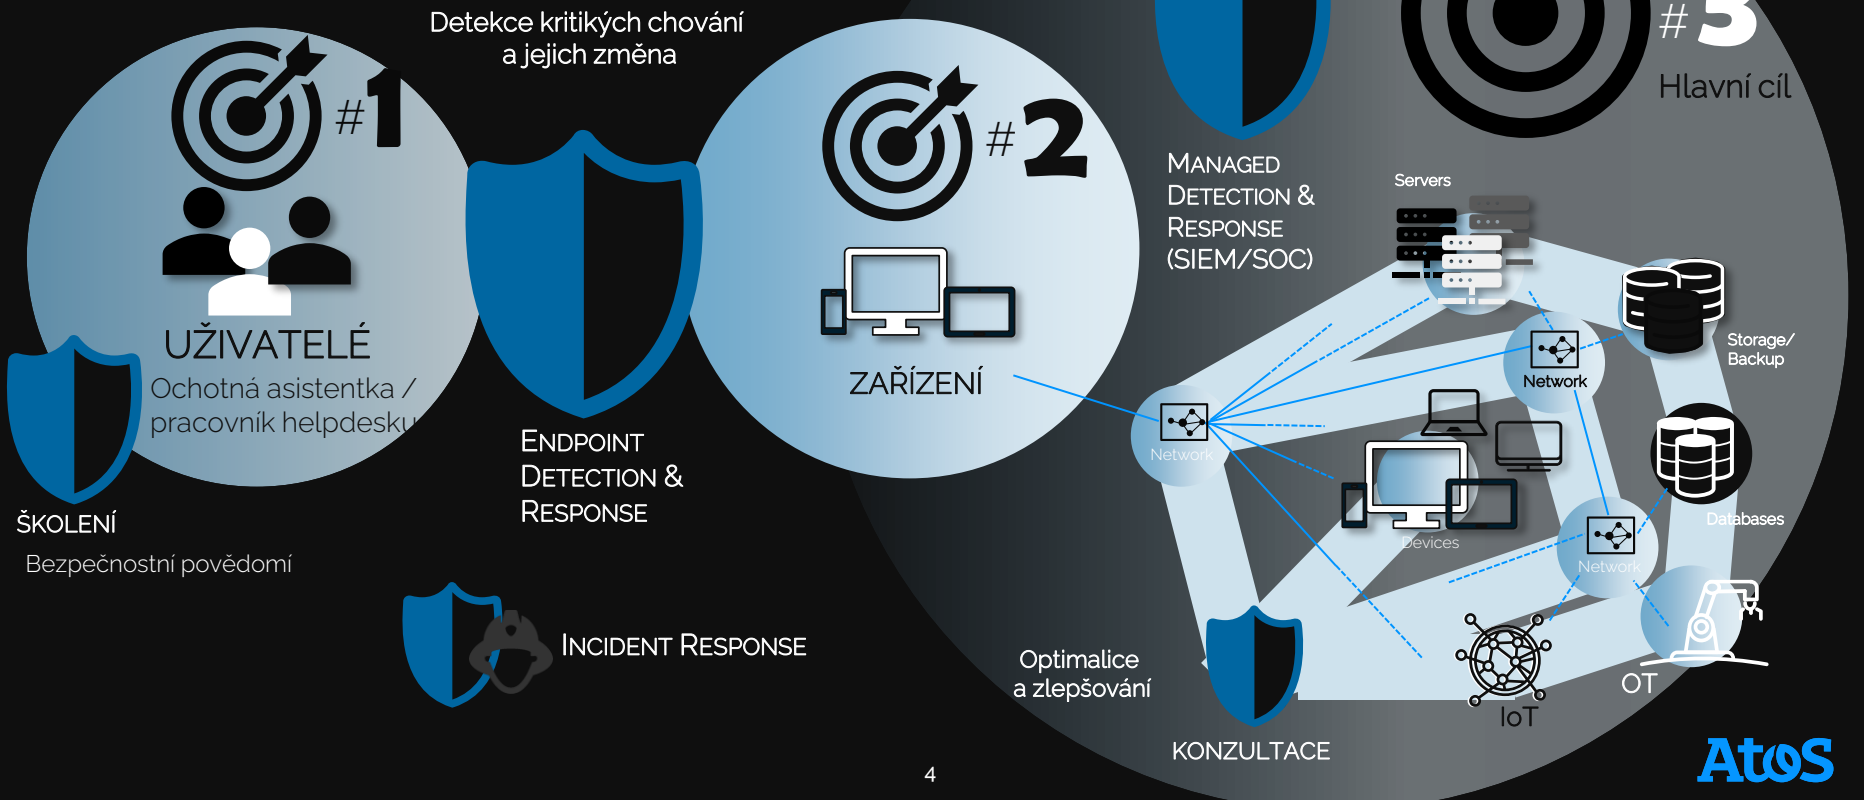 Detekce kritikých chování
a jejich změna
#1
UŽIVATELÉ
Ochotná asistentka /
pracovník helpdesku
ŠKOLENÍ
Bezpečnostní povědomí
ENDPOINT
DETECTION &
RESPONSE
INCIDENT RESPONSE
#2
ZAŘÍZENÍ
#3
Hlavní cíl
MANAGED
DETECTION &
RESPONSE
(SIEM/SOC)
Servers
Storage/
Backup
Network
Network
Devices
Databases
Network
OT
IoT
Optimalice
a zlepšování
KONZULTACE
4
Atos